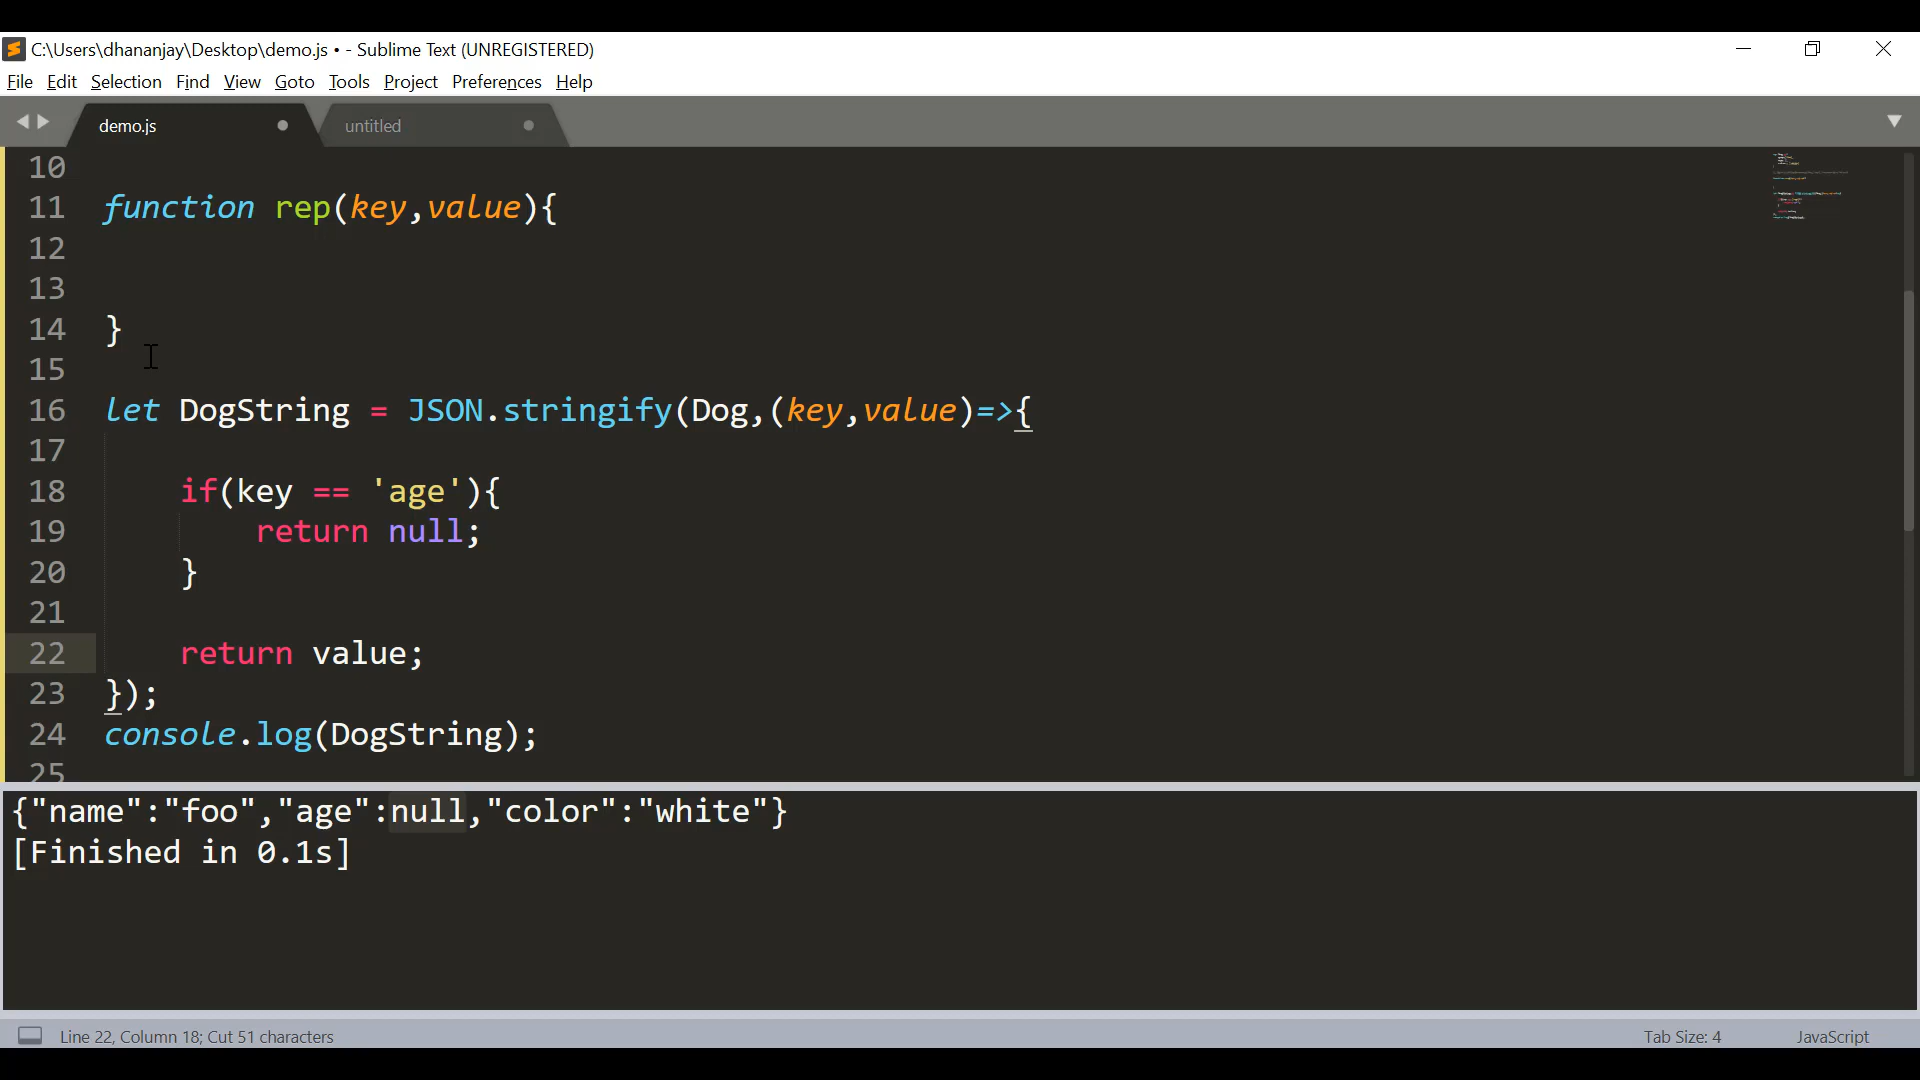 C:\Users\dhananjay\Desktop\demo.js • - Sublime Text (UNREGISTERED)
File Edit Selection Find View Goto Tools Project Preferences Help
demo.js untitled
10
11 function rep(key,value){
12
13
14 }
15
16 let DogString = JSON.stringify(Dog,(key,value)=>{
17
18 if(key == 'age'){
19 return null;
20 }
21
22 return value;
23 });
24 console.log(DogString);
25
{"name":"foo","age":null,"color":"white"}
[Finished in 0.1s]
Line 22, Column 18; Cut 51 characters Tab Size: 4 JavaScript